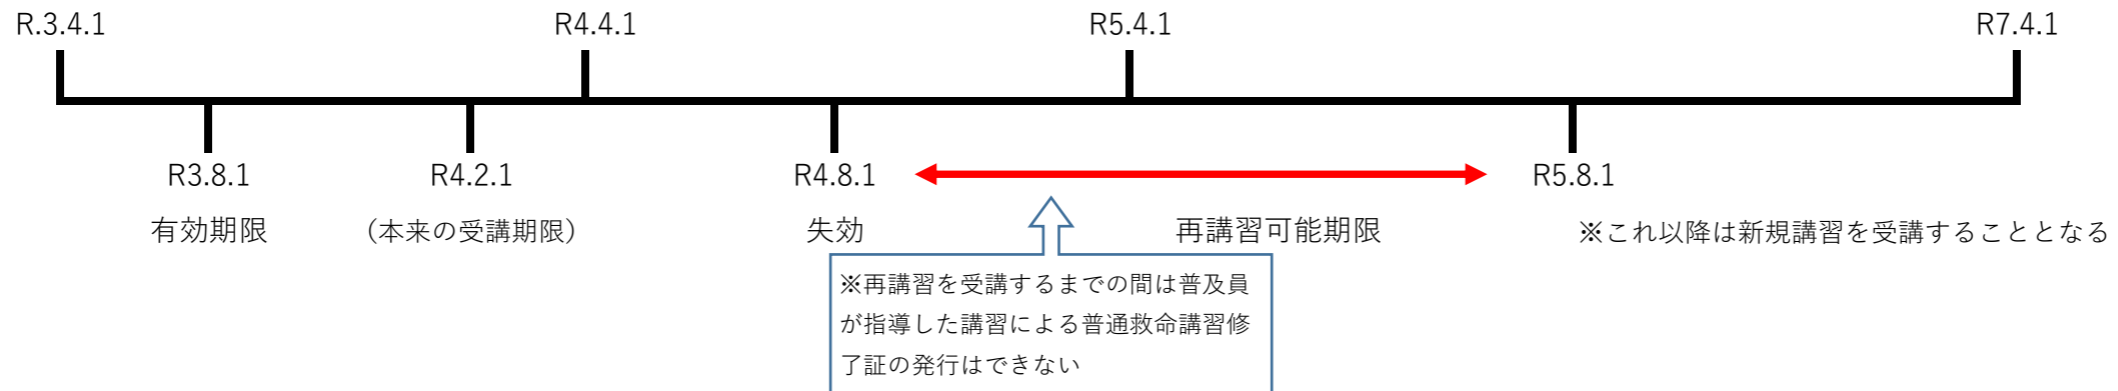 R.3.4.1
R4.4.1
R5.4.1
R7.4.1
R3.8.1
R4.2.1
R4.8.1
R5.8.1
有効期限
（本来の受講期限）
失効
再講習可能期限
※これ以降は新規講習を受講することとなる
※再講習を受講するまでの間は普及員
が指導した講習による普通救命講習修
了証の発行はできない